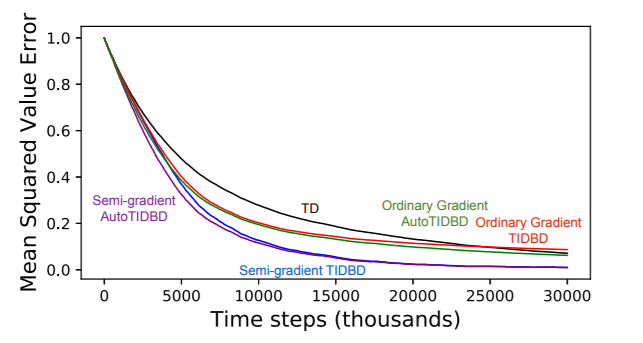 Mean Squared Value Error
1.0
0.8
0.6
0.4
0.2
0.0
Semi-gradient
AutoTIDBD
TD
Ordinary Gradient
AutoTIDBD
Ordinary Gradient
TIDBD
Semi-gradient TIDBD
0
5000
10000
15000
20000
25000
30000
Time steps (thousands)